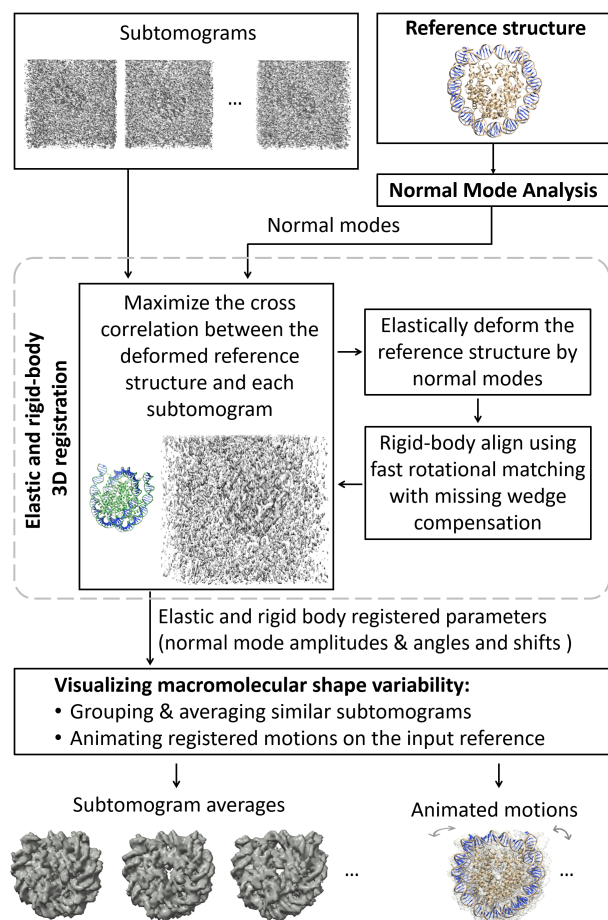 Subtomograms
...
Reference structure
Normal Mode Analysis
Normal modes
Elastic and rigid-body
3D registration
Maximize the cross
correlation between the
deformed reference
structure and each
subtomogram
Elastically deform the
reference structure by
normal modes
Rigid-body align using
fast rotational matching
with missing wedge
compensation
Elastic and rigid body registered parameters
(normal mode amplitudes & angles and shifts )
Visualizing macromolecular shape variability:
• Grouping & averaging similar subtomograms
• Animating registered motions on the input reference
Subtomogram averages
...
Animated motions
...